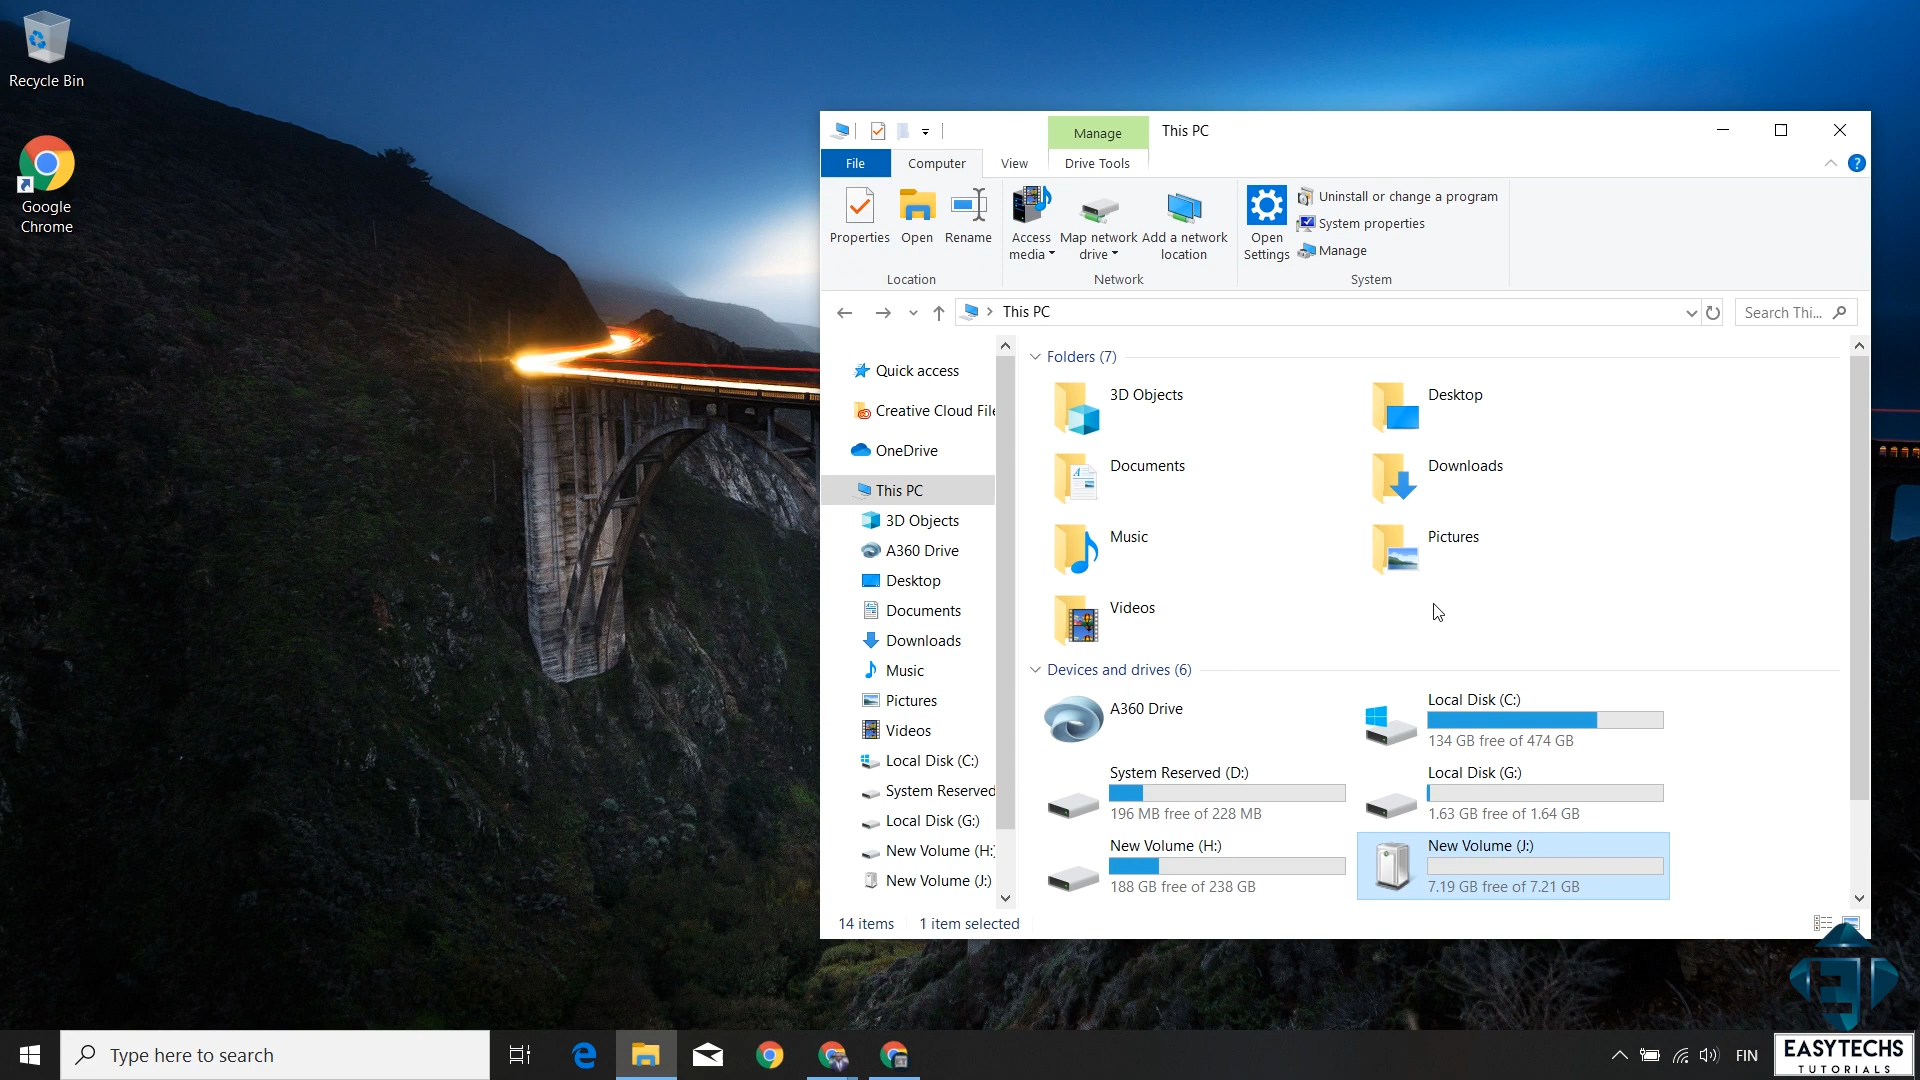 Recycle Bin
Google
Chrome
Manage
This PC
File
Computer
View
Drive Tools
Properties
Open
Rename
Access
media
Map network
drive
Add a network
location
Open
Settings
Uninstall or change a program
System properties
Manage
Location
Network
System
This PC
Search Thi...
Quick access
Creative Cloud File
OneDrive
This PC
3D Objects
A360 Drive
Desktop
Documents
Downloads
Music
Pictures
Videos
Local Disk (C:)
System Reserved
Local Disk (G:)
New Volume (H:)
New Volume (J:)
Folders (7)
3D Objects
Desktop
Documents
Downloads
Music
Pictures
Videos
Devices and drives (6)
A360 Drive
Local Disk (C:)
134 GB free of 474 GB
System Reserved (D:)
196 MB free of 228 MB
Local Disk (G:)
1.63 GB free of 1.64 GB
New Volume (H:)
188 GB free of 238 GB
New Volume (J:)
7.19 GB free of 7.21 GB
14 items
1 item selected
Type here to search
FIN
EASYTECHS
TUTORIALS